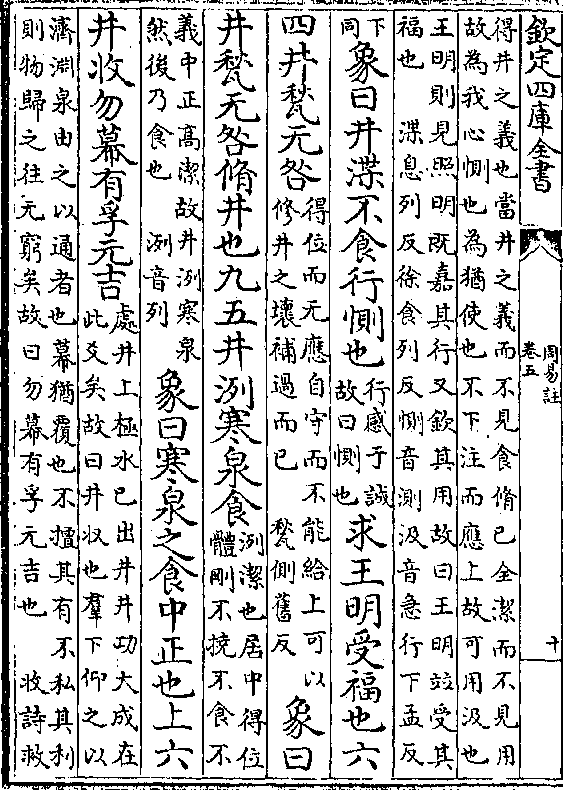 欽定四庫全書
周易註
卷五
十
得井之義也當井之義而不見食脩已全潔而不見用
故為我心惻也為猶使也不下注而應上故可用汲也
王明則見照明既嘉其行又欽其用故曰王明竝受其
福也 渫息列反徐食列反惻音測汲音急行下孟反
下
同
象曰井渫不食行惻也
行感于誠
故曰惻也
求王明受福也六
四井甃无咎
得位而无應自守而不能給上可以
修井之壞補過而已 甃側舊反
象曰
井甃无咎脩井也九五井洌寒泉食
洌潔也居中得位
體剛不撓不食不
義中正高潔故井洌寒泉
然後乃食也 洌音列
象曰寒泉之食中正也上六
井收勿幕有孚元吉
處井上極水已出井井功大成在
此爻矣故曰井收也羣下仰之以
濟淵泉由之以通者也幕猶覆也不擅其有不私其利
則物歸之往无窮矣故曰勿幕有孚元吉也 收詩救